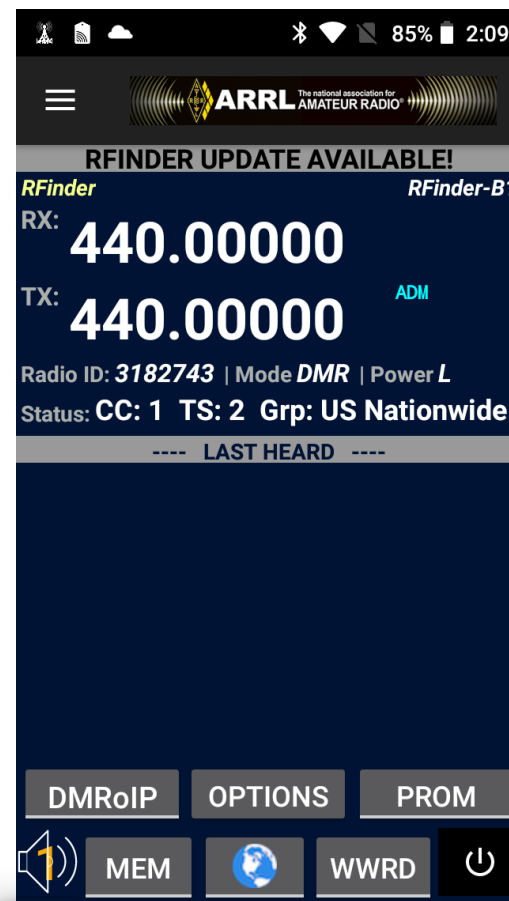 85% 2:09
ARRL The national association for AMATEUR RADIO®
RFINDER UPDATE AVAILABLE!
RFinder RFinder-B1
RX: 440.00000
TX: 440.00000 ADM
Radio ID: 3182743 | Mode DMR | Power L
Status: CC: 1 TS: 2 Grp: US Nationwide
---- LAST HEARD ----
DMRoIP OPTIONS PROM
1 MEM WWRD